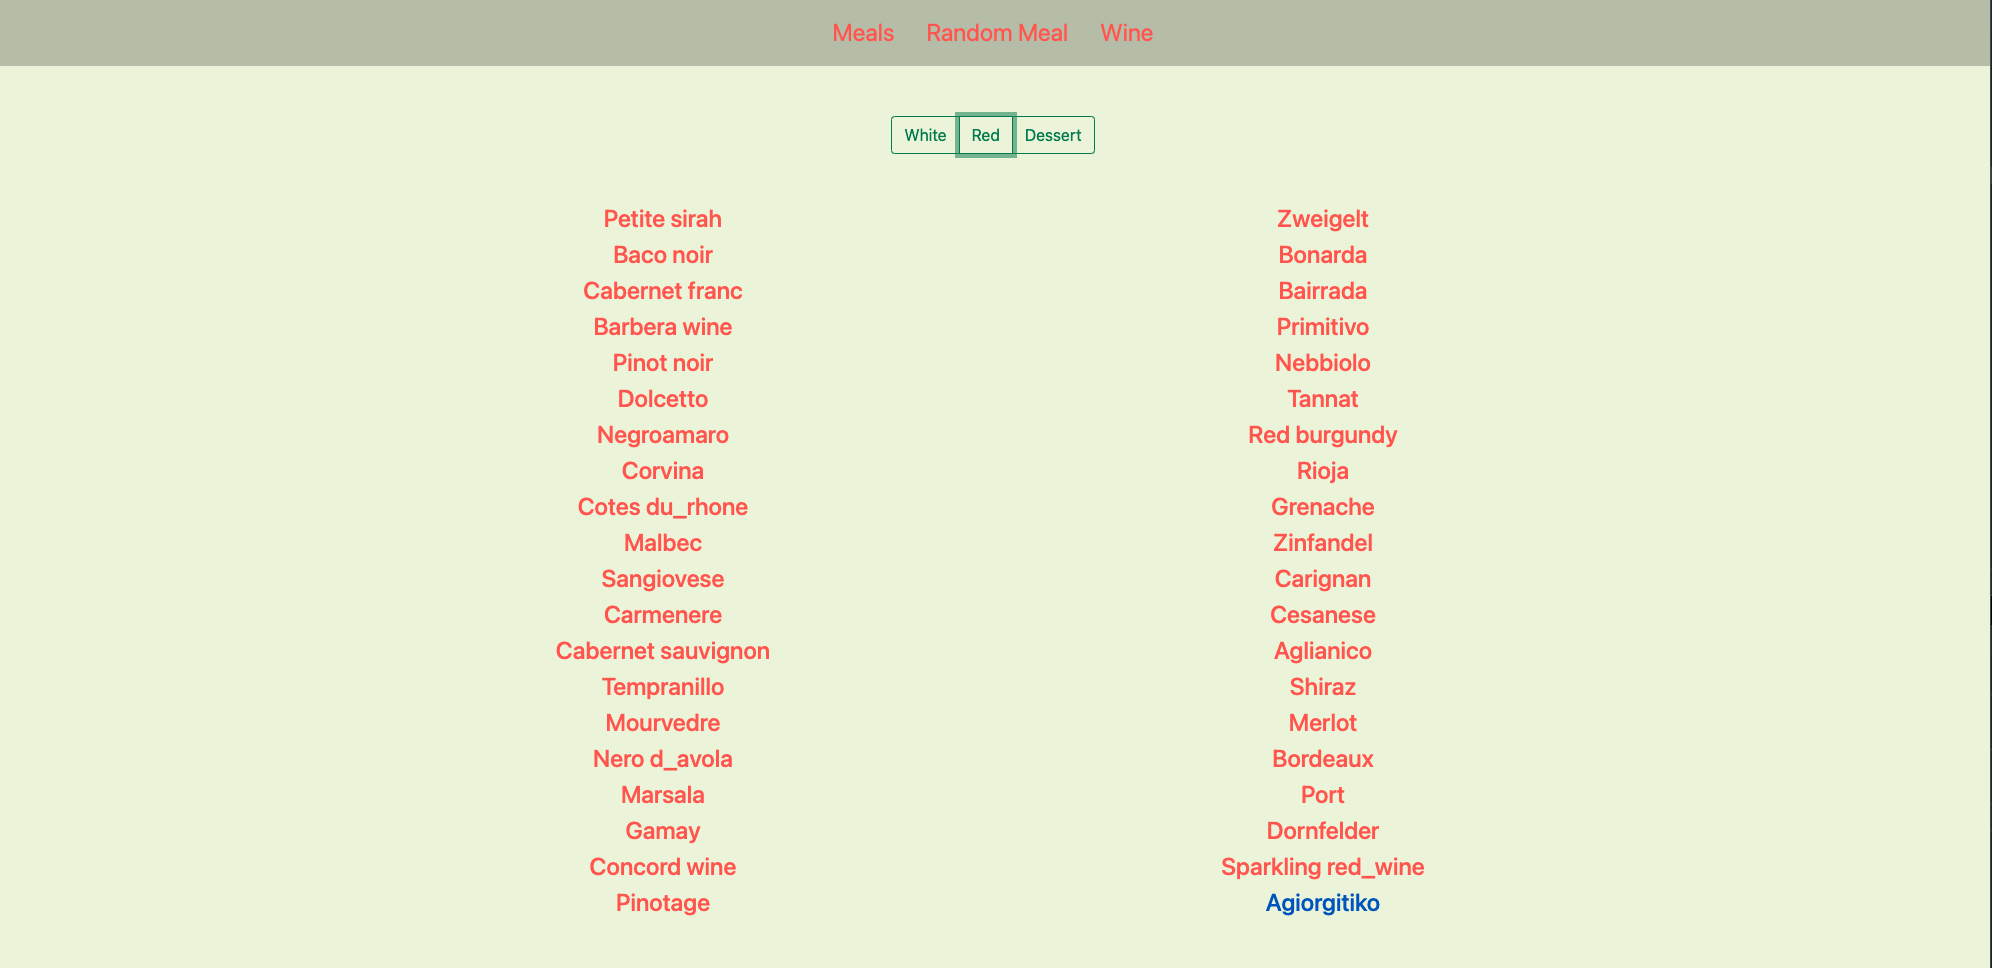 Meals Random Meal Wine
White Red Dessert
Petite sirah
Baco noir
Cabernet franc
Barbera wine
Pinot noir
Dolcetto
Negroamaro
Corvina
Cotes du_rhone
Malbec
Sangiovese
Carmenere
Cabernet sauvignon
Tempranillo
Mourvedre
Nero d_avola
Marsala
Gamay
Concord wine
Pinotage
Zweigelt
Bonarda
Bairrada
Primitivo
Nebbiolo
Tannat
Red burgundy
Rioja
Grenache
Zinfandel
Carignan
Cesanese
Aglianico
Shiraz
Merlot
Bordeaux
Port
Dornfelder
Sparkling red_wine
Agiorgitiko